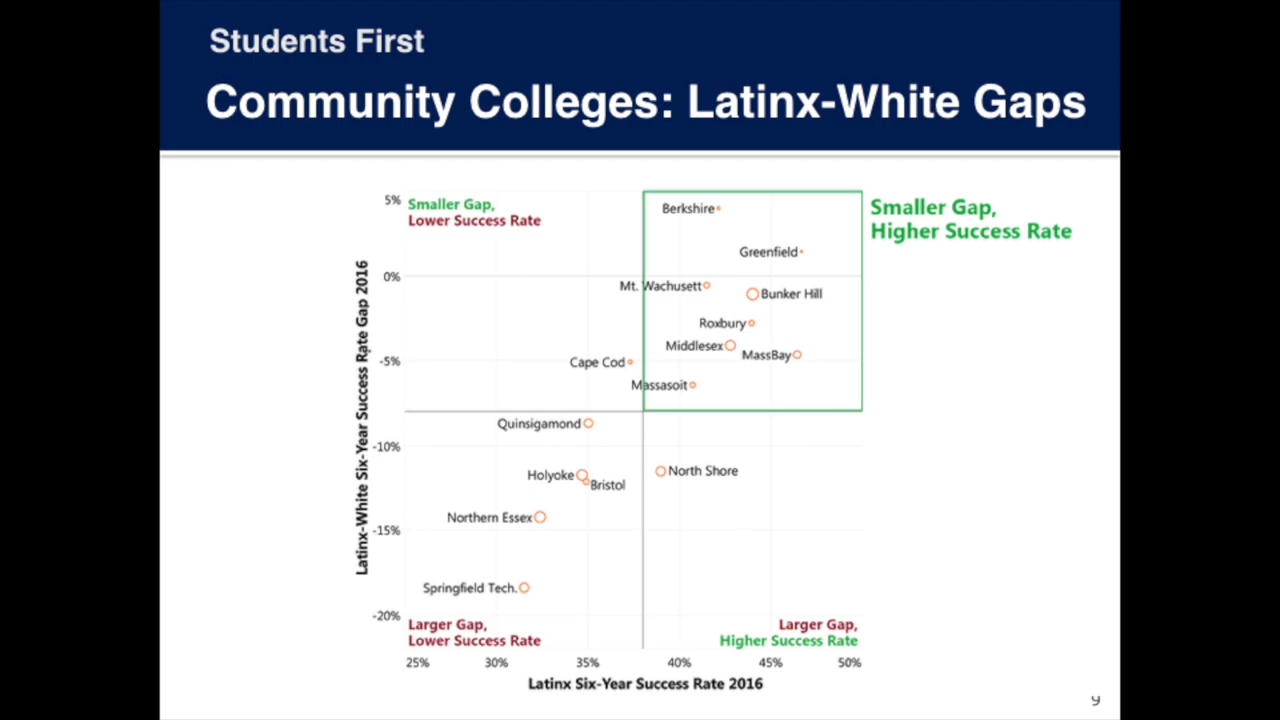 Students First
Community Colleges: Latinx-White Gaps
5%
Smaller Gap,
Lower Success Rate
Berkshire
Smaller Gap,
Higher Success Rate
Greenfield
0%
Mt. Wachusett
Bunker Hill
Roxbury
Middlesex
MassBay
-5%
Cape Cod
Massasoit
Quinsigamond
-10%
Holyoke
Bristol
North Shore
Northern Essex
-15%
Springfield Tech.
-20%
Larger Gap,
Lower Success Rate
Larger Gap,
Higher Success Rate
Latinx-White Six-Year Success Rate Gap 2016
25% 30% 35% 40% 45% 50%
Latinx Six-Year Success Rate 2016
9